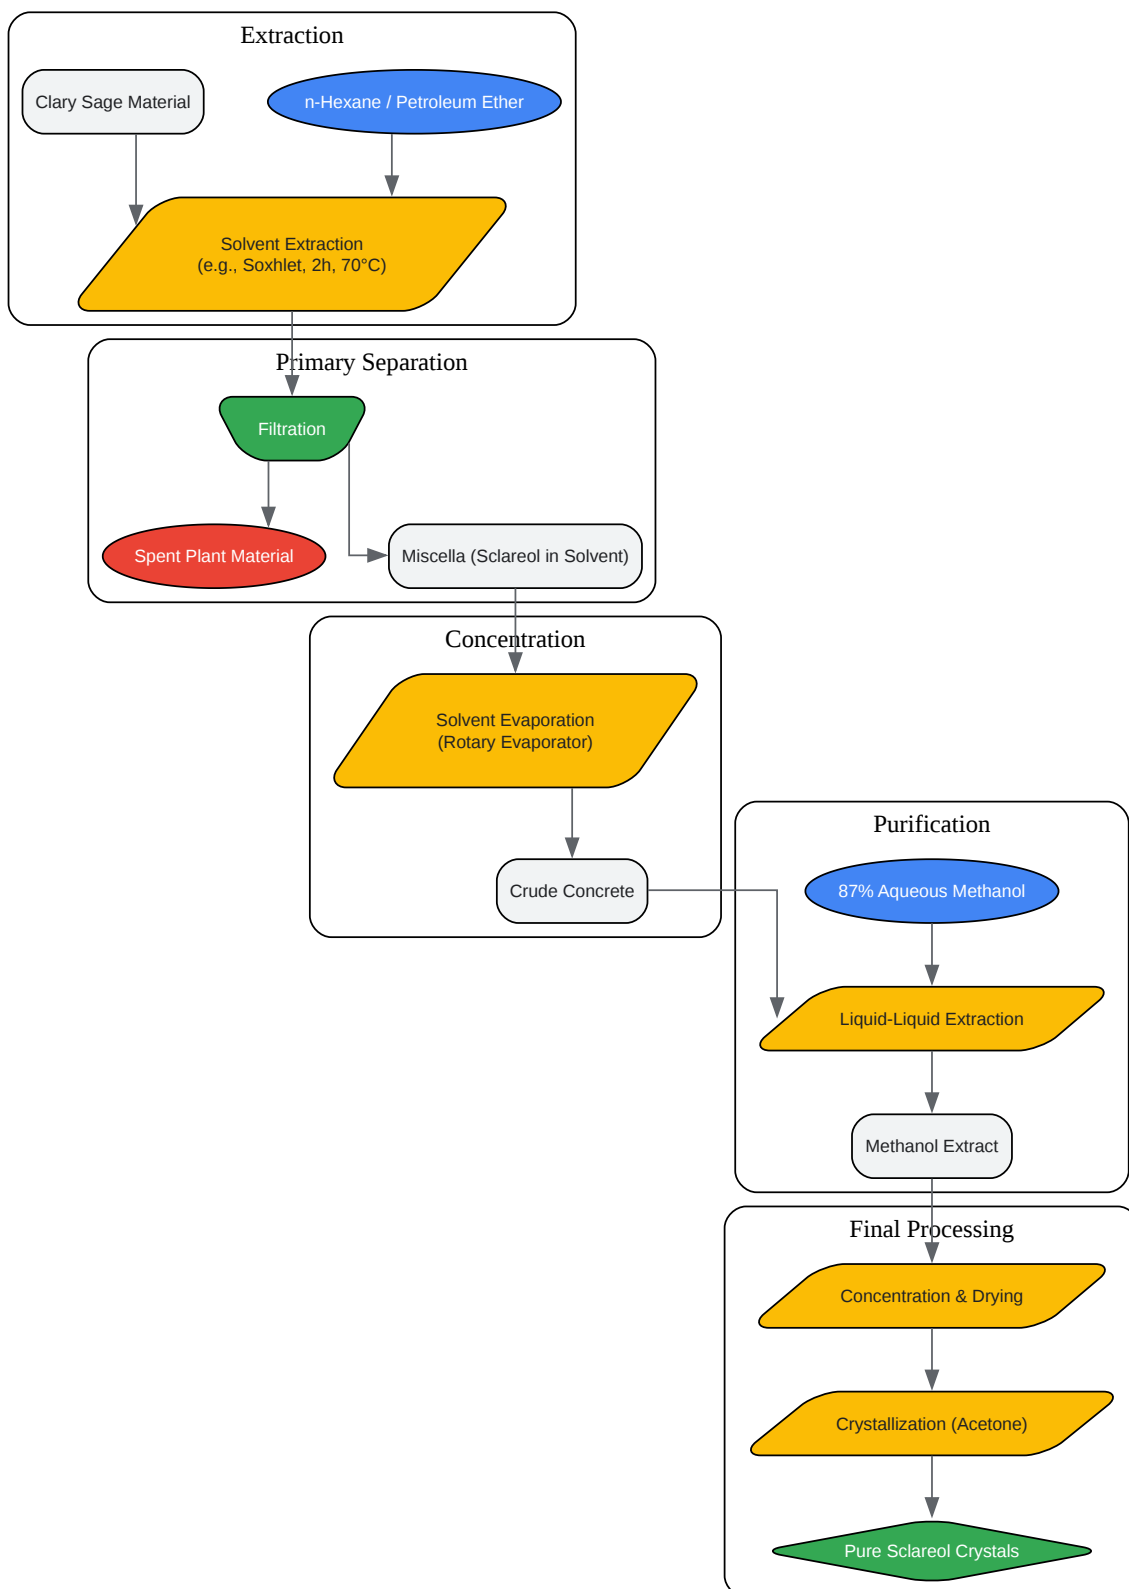 Extraction
Clary Sage Material
n-Hexane / Petroleum Ether
Solvent Extraction
(e.g., Soxhlet, 2h, 70°C)
Primary Separation
Filtration
Spent Plant Material
Miscella (Sclareol in Solvent)
Concentration
Solvent Evaporation
(Rotary Evaporator)
Crude Concrete
Purification
87% Aqueous Methanol
Liquid-Liquid Extraction
Methanol Extract
Final Processing
Concentration & Drying
Crystallization (Acetone)
Pure Sclareol Crystals